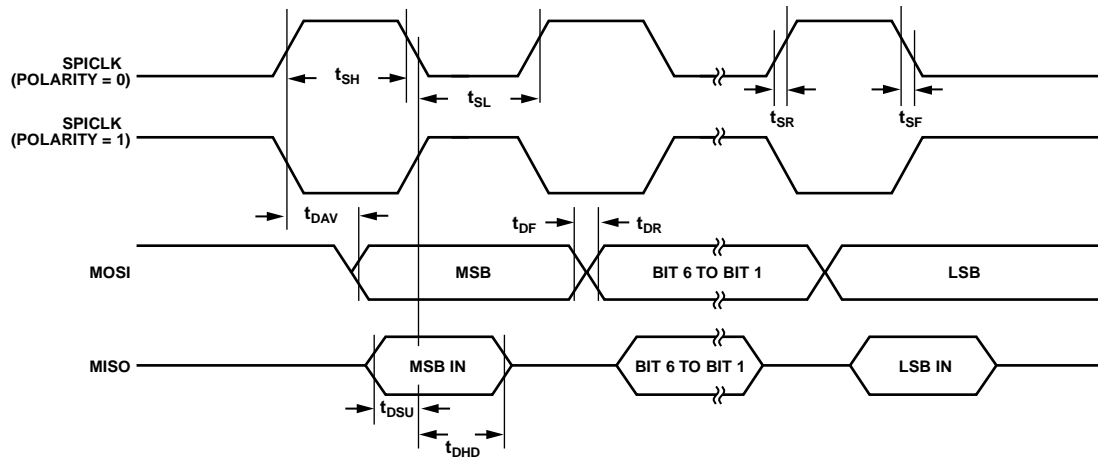 SPICLK
(POLARITY = 0)
tSH
tSL
tSR
tSF
SPICLK
(POLARITY = 1)
tDAV
tDF
tDR
MOSI
MSB
BIT 6 TO BIT 1
LSB
MISO
MSB IN
BIT 6 TO BIT 1
LSB IN
tDSU
tDHD